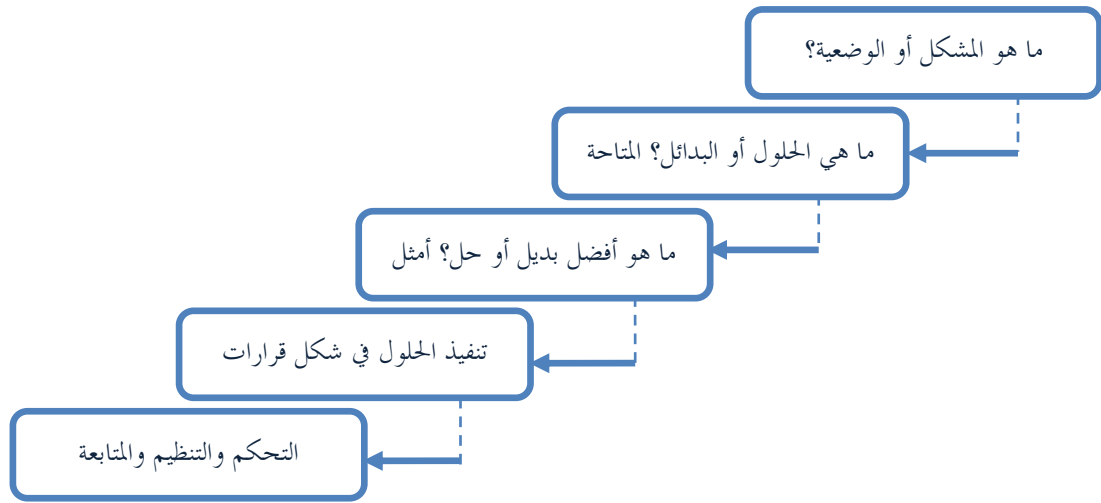 ما هو المشكل أو الوضعية؟
ما هي الحلول أو البدائل؟ المتاحة
ما هو أفضل بديل أو حل؟ أمثل
تنفيذ الحلول في شكل قرارات
التحكم والتنظيم والمتابعة